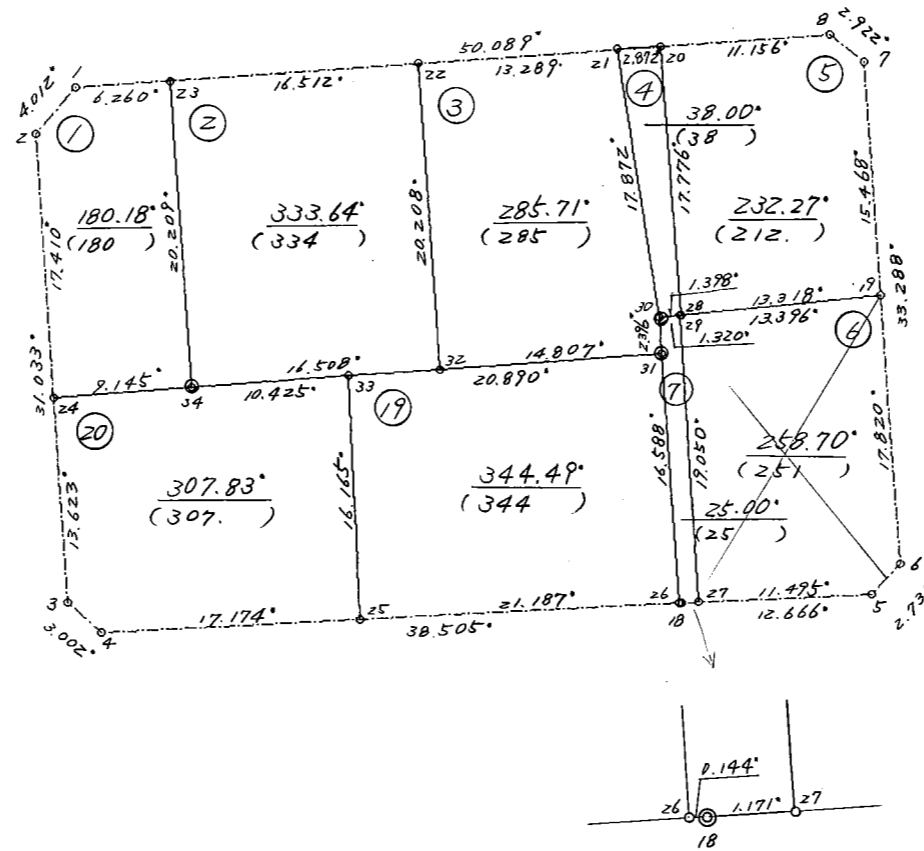 8 2.922°
50.089° 21 2.872° 20 11.156° 7
22 13.289° ④ ⑤
1 16.512°
4.012° 6.260° 23 ③
2 ① ② 38.00°
(38 )
17.872° 17.776° 15.468°
180.18° 333.64° 285.71° 232.27°
(180 ) (334 ) (285 ) (212. )
17.410° 20.209° 20.208°
1.398° 19 33.288°
30 28 13.318°
29 13.396° ⑥
2.396° 1.320°
14.807° 31
16.508° 32 20.890°
9.145° 33 ⑦
31.033° 24 10.425° ⑲
34
⑳ 258.70°
(251 )
17.820°
307.83° 344.49° 16.588° 19.050°
(307. ) (344 )
16.165° 25.00°
(25 )
13.623°
6
3 17.174° 25 21.187° 26 27 11.495° 5
3.002° 4 38.505° 18 12.666° 2.73
0.144°
26 1.171° 27
18